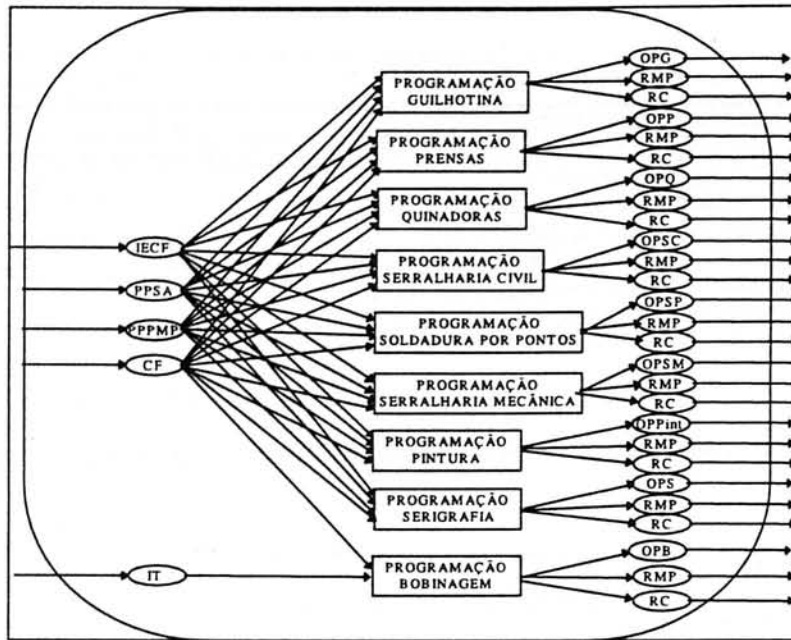 OPG
PROGRAMAÇÃO
GUILHOTINA
RMP
RC
OPP
PROGRAMAÇÃO
PRENSAS
RMP
RC
OPQ
PROGRAMAÇÃO
QUINADORAS
RMP
RC
IECF
OPSC
PROGRAMAÇÃO
SERRALHARIA CIVIL
RMP
RC
PPSA
OPSP
PPPMP
PROGRAMAÇÃO
SOLDADURA POR PONTOS
RMP
RC
CF
OPSM
PROGRAMAÇÃO
SERRALHARIA MECÂNICA
RMP
RC
OPPint
PROGRAMAÇÃO
PINTURA
RMP
RC
OPS
PROGRAMAÇÃO
SERIGRAFIA
RMP
RC
OPB
IT
PROGRAMAÇÃO
BOBINAGEM
RMP
RC